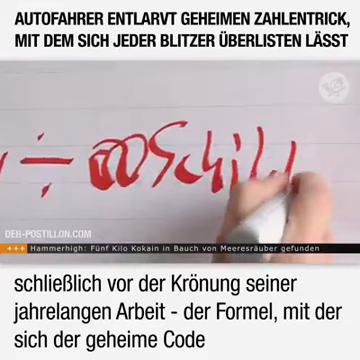 AUTOFAHRER ENTLARVT GEHEIMEN ZAHLENTRICK,
MIT DEM SICH JEDER BLITZER ÜBERLISTEN LÄSST
÷ Schil
DER-POSTILLON.COM
+++ Hammerhigh: Fünf Kilo Kokain in Bauch von Meeresräuber gefunden
schließlich vor der Krönung seiner
jahrelangen Arbeit - der Formel, mit der
sich der geheime Code